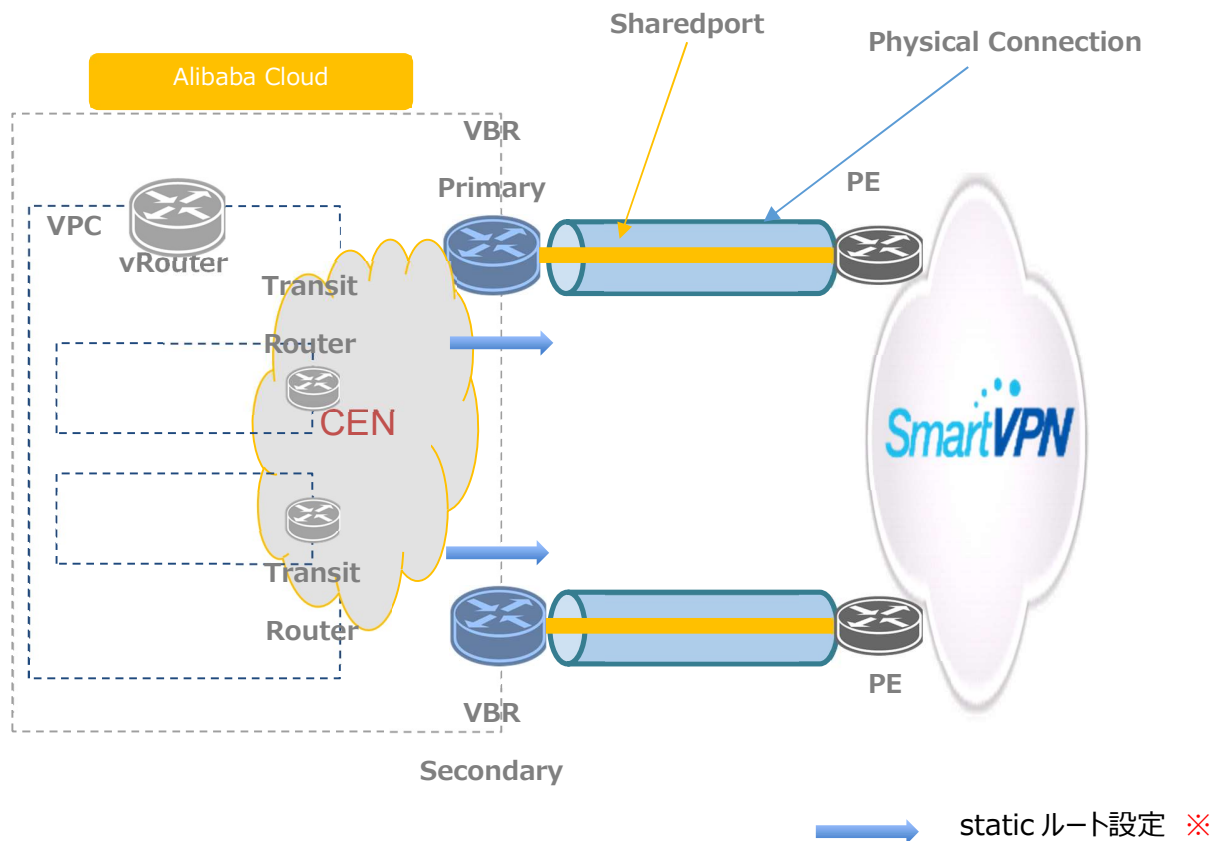 Sharedport
Physical Connection
Alibaba Cloud
VBR
Primary
PE
VPC
vRouter
Transit
Router
CEN
SmartVPN
Transit
Router
PE
VBR
Secondary
static ルート設定 ※